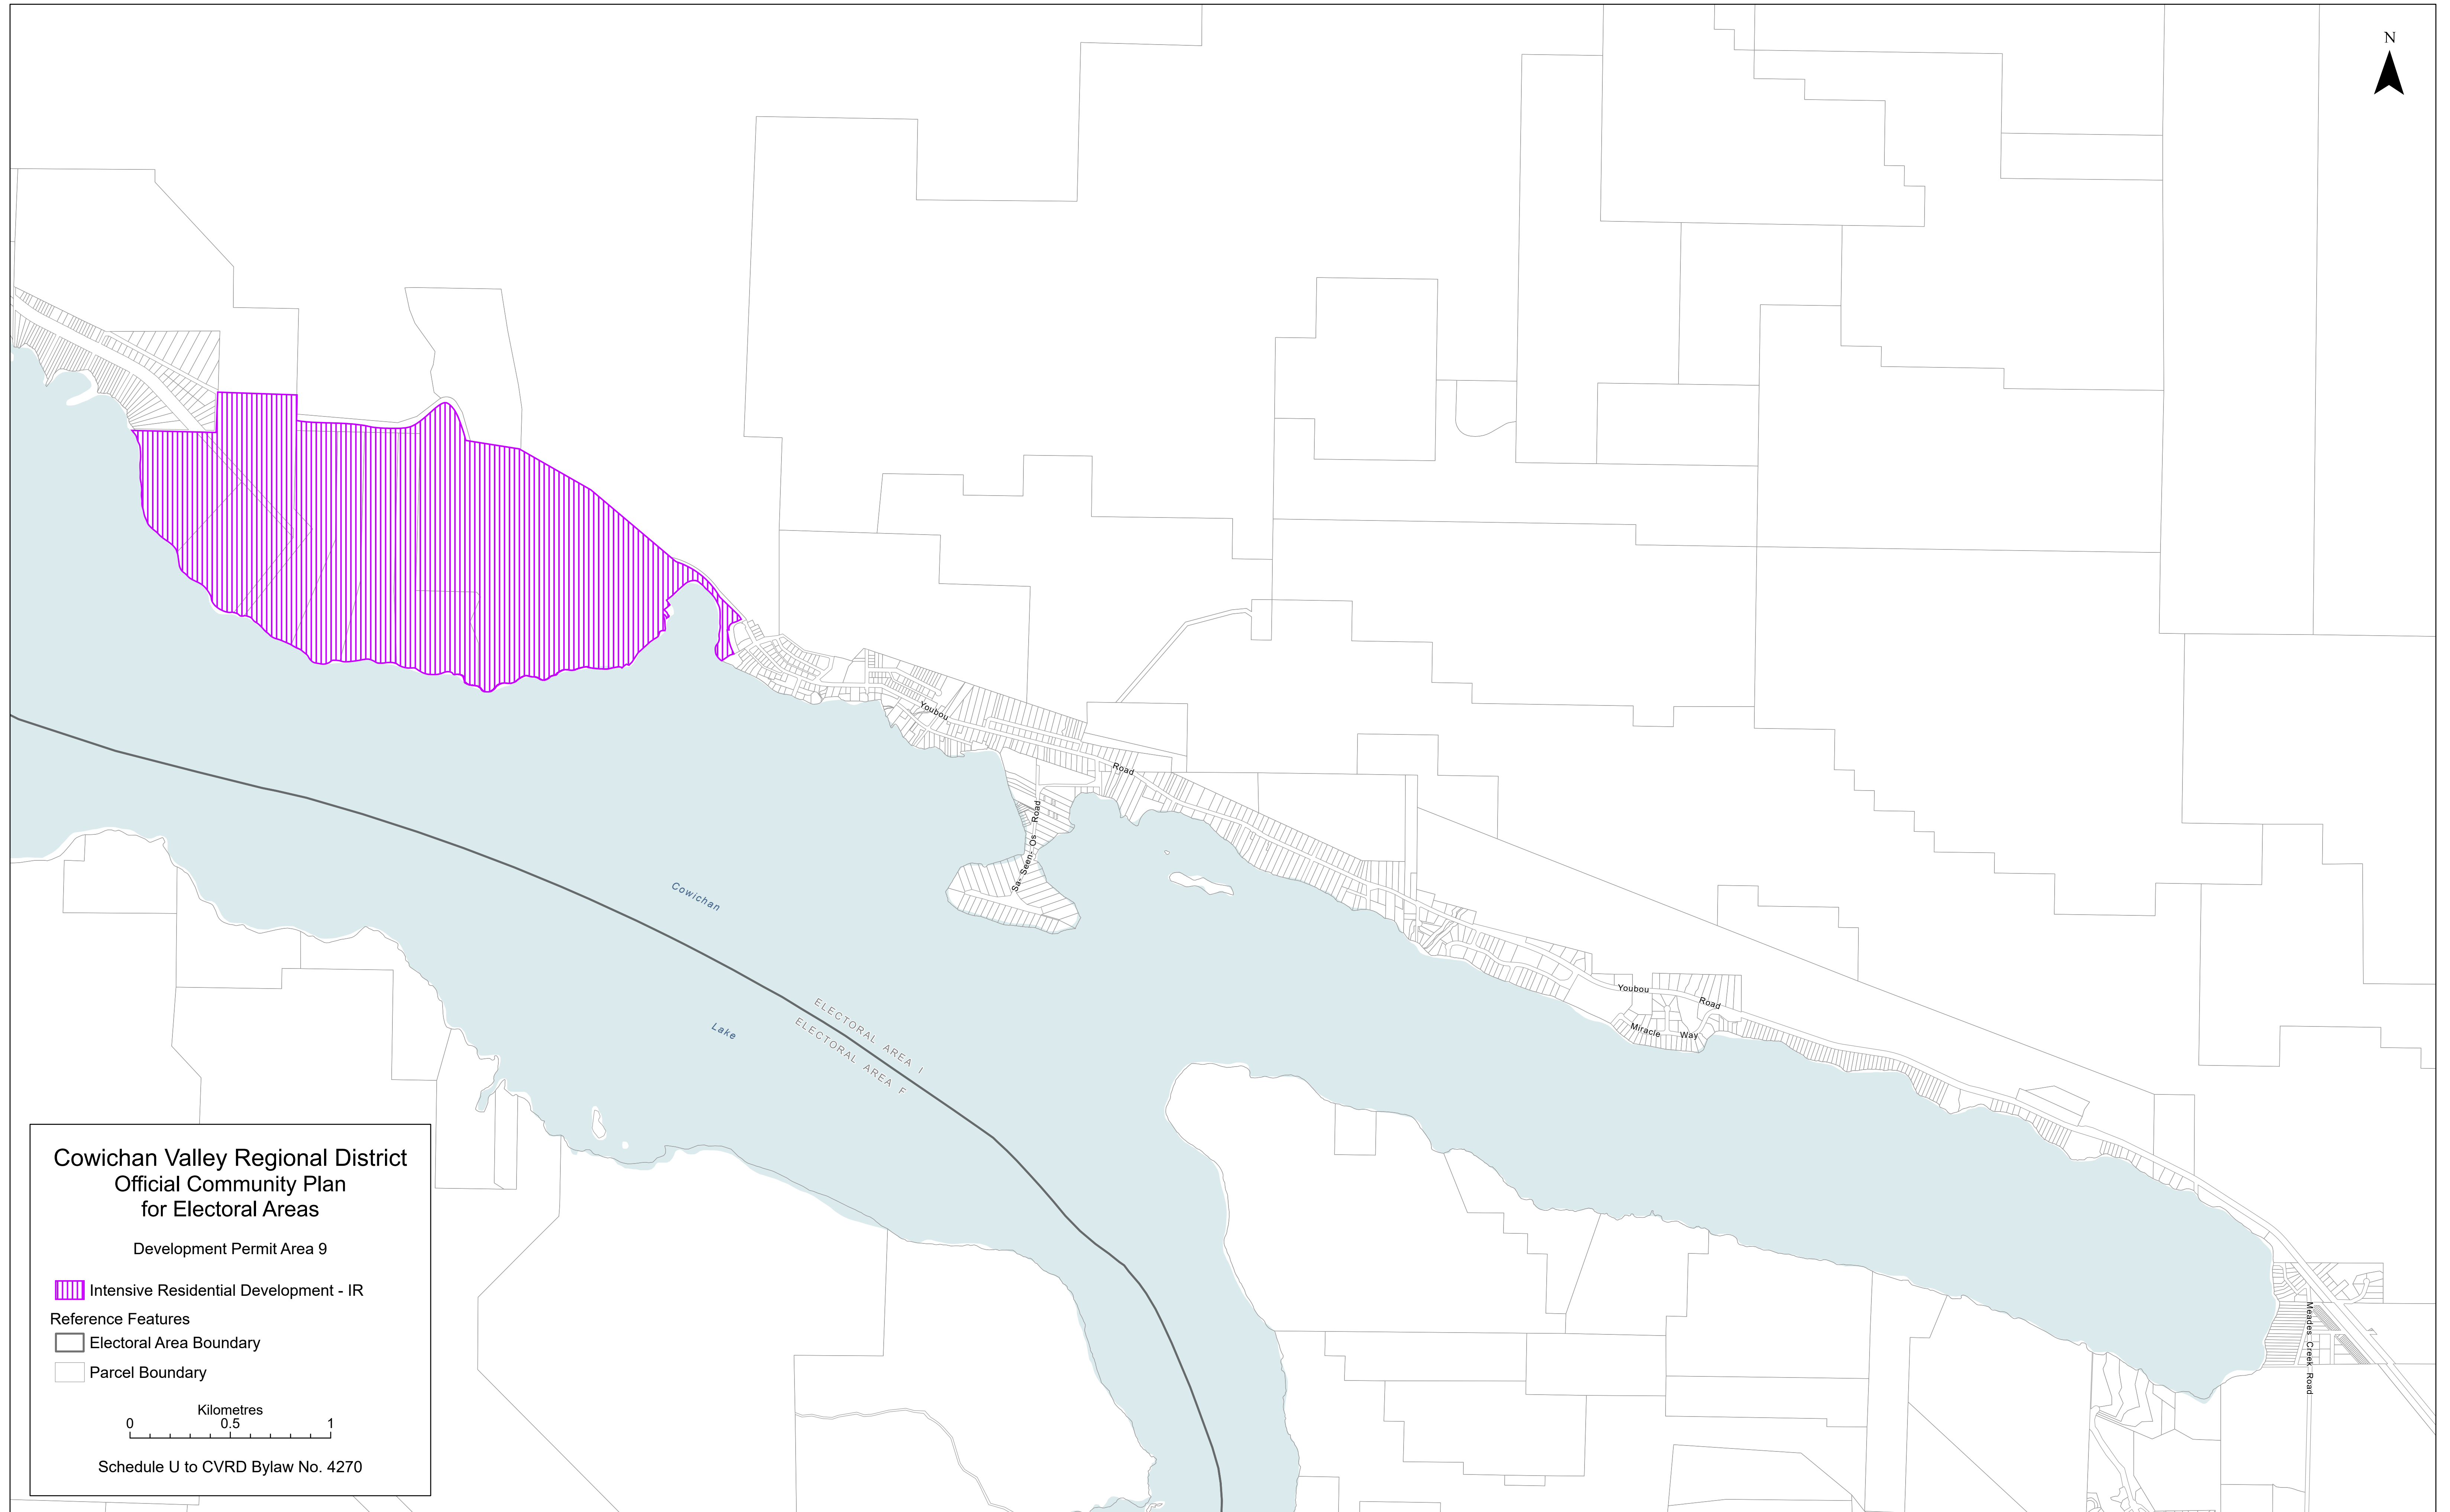 N
Youbou
Road
Sa- Seen- Os Road
Cowichan
Lake
ELECTORAL AREA I
ELECTORAL AREA F
Youbou
Road
Miracle Way
Meades Creek Road
Cowichan Valley Regional District
Official Community Plan
for Electoral Areas
Development Permit Area 9
Intensive Residential Development - IR
Reference Features
Electoral Area Boundary
Parcel Boundary
Kilometres
0 0.5 1
Schedule U to CVRD Bylaw No. 4270